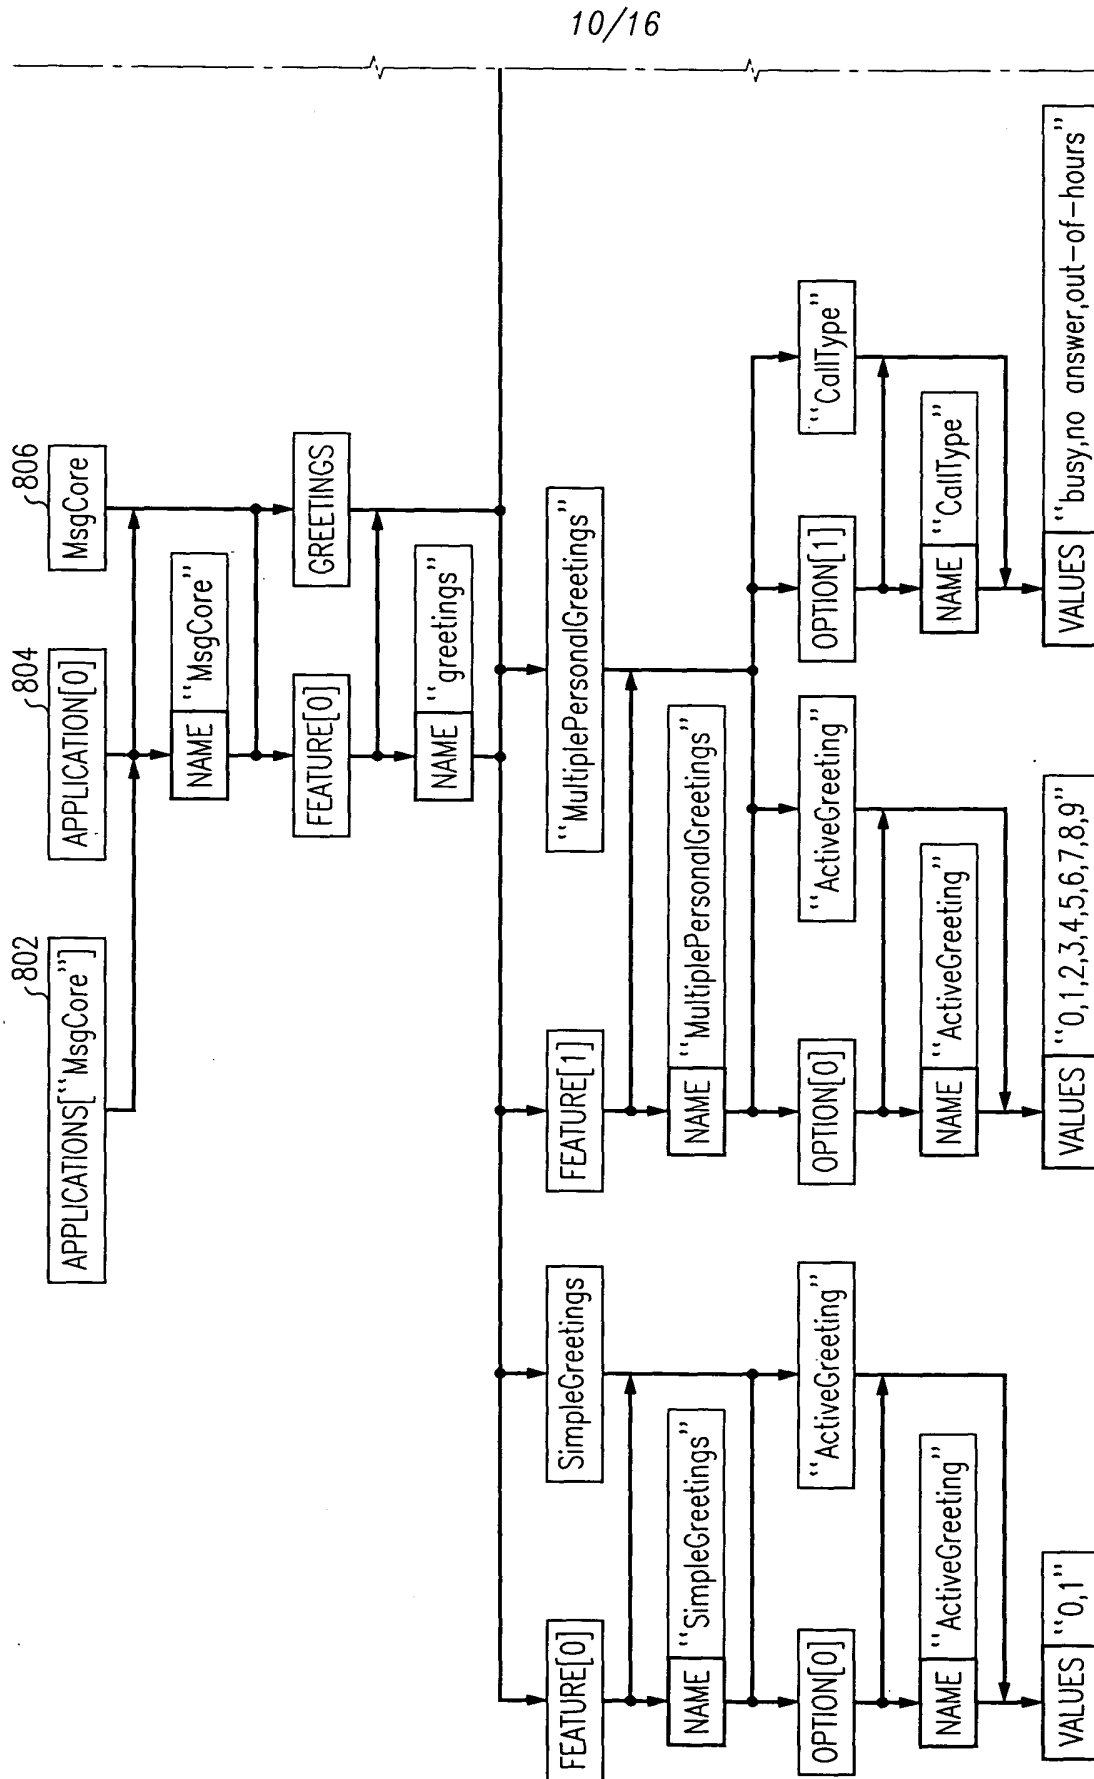 10/16
802
APPLICATIONS[“MsgCore”]
804
APPLICATION[0]
806
MsgCore
NAME “MsgCore”
FEATURE[0]
GREETINGS
NAME “greetings”
FEATURE[0]
SimpleGreetings
FEATURE[1]
“MultiplePersonalGreetings”
NAME “SimpleGreetings”
NAME “MultiplePersonalGreetings”
OPTION[0]
“ActiveGreeting”
OPTION[0]
“ActiveGreeting”
OPTION[1]
“CallType”
NAME “ActiveGreeting”
NAME “ActiveGreeting”
NAME “CallType”
VALUES “0,1”
VALUES “0,1,2,3,4,5,6,7,8,9”
VALUES “busy,no answer,out-of-hours”